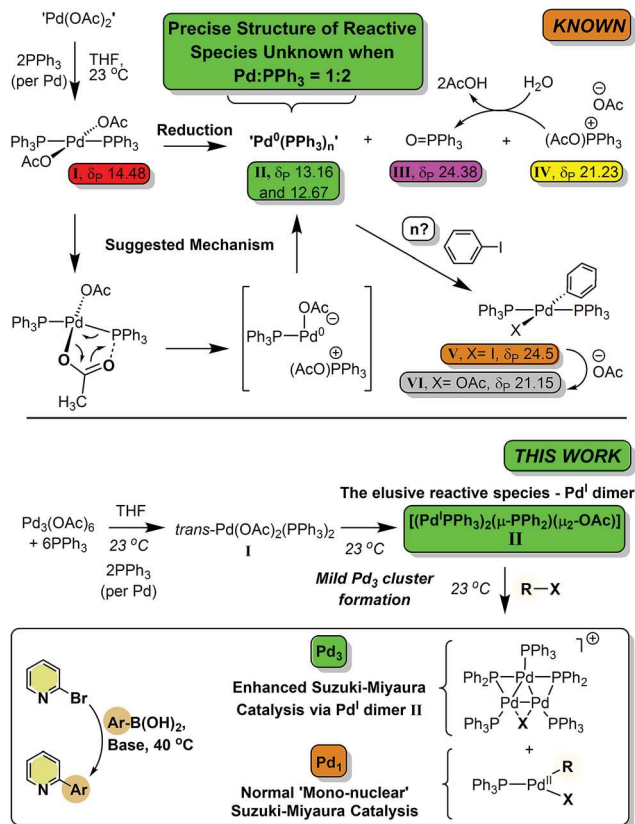 'Pd(OAc)2'
KNOWN
2PPh3
(per Pd)
THF,
23 °C
Precise Structure of Reactive
Species Unknown when
Pd:PPh3 = 1:2
2AcOH
H2O
⊖
OAc
OAc
Ph3P Pd PPh3
AcO
Reduction
'Pd0(PPh3)n'
+
O=PPh3
+
⊕
(AcO)PPh3
I, δP 14.48
II, δP 13.16
and 12.67
III, δP 24.38
IV, δP 21.23
Suggested Mechanism
n?
I
OAc
Ph3P Pd PPh3
O O
H3C
OAc
⊖
Ph3P Pd0
⊕
(AcO)PPh3
Ph3P Pd PPh3
X
V, X= I, δP 24.5
VI, X= OAc, δP 21.15
⊖
OAc
THIS WORK
The elusive reactive species - PdI dimer
Pd3(OAc)6
+ 6PPh3
THF
23 °C
2PPh3
(per Pd)
trans-Pd(OAc)2(PPh3)2
I
23 °C
[(PdIPPh3)2(μ-PPh2)(μ2-OAc)]
II
Mild Pd3 cluster
formation
23 °C
R–X
N Br
Ar-B(OH)2,
Base, 40 °C
N Ar
Pd3
Enhanced Suzuki-Miyaura
Catalysis via PdI dimer II
⊕
PPh3
Ph2P Pd PPh2
Pd Pd
Ph3P X PPh3
+
Pd1
Normal 'Mono-nuclear'
Suzuki-Miyaura Catalysis
R
II
Ph3P Pd
X